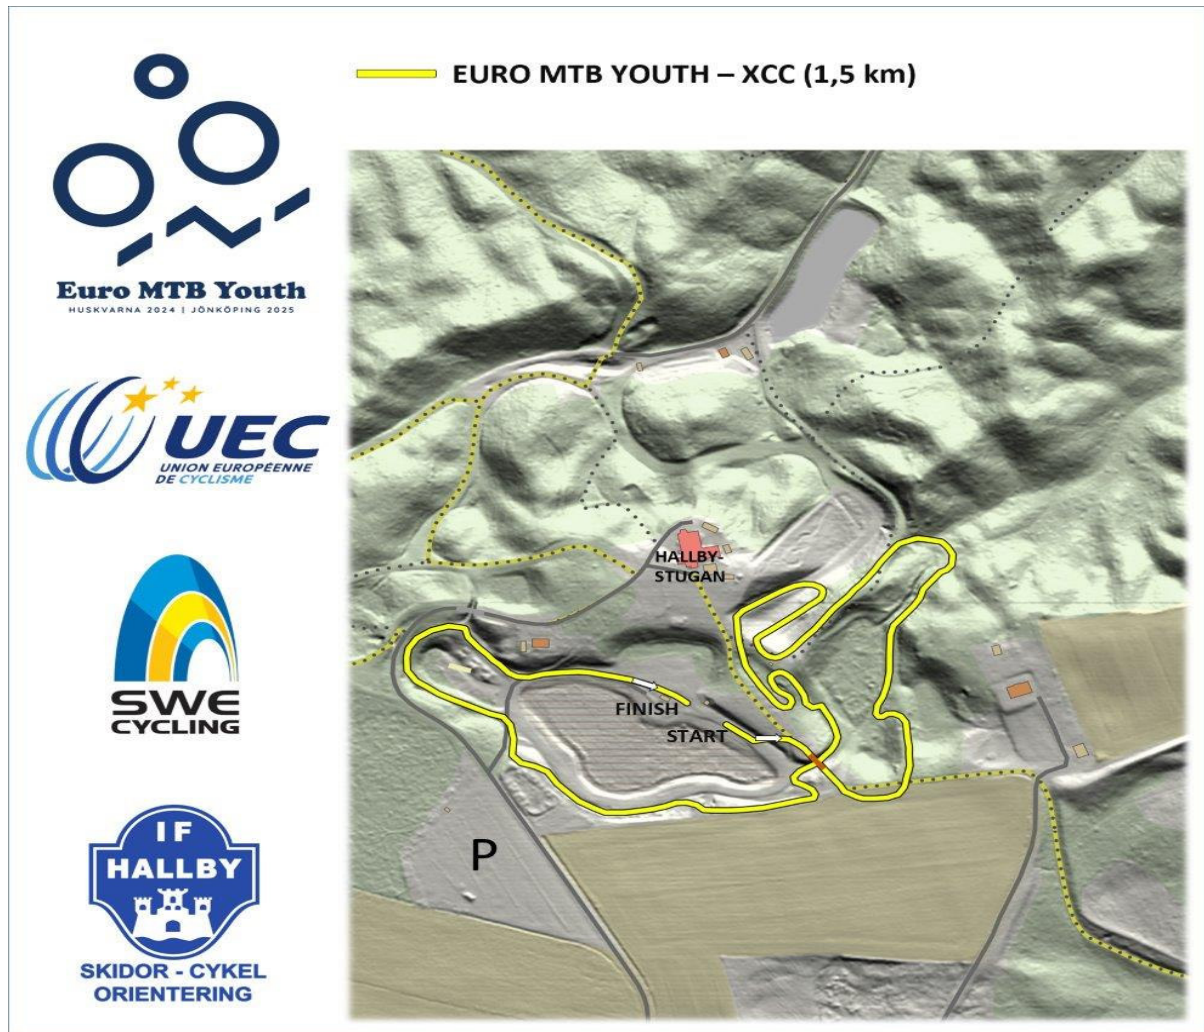 EURO MTB YOUTH – XCC (1,5 km)
Euro MTB Youth
HUSKVARNA 2024 | JÖNKÖPING 2025
UEC
UNION EUROPÉENNE
DE CYCLISME
SWE
CYCLING
IF
HALLBY
SKIDOR - CYKEL
ORIENTERING
HALLBY-
STUGAN
FINISH
START
P